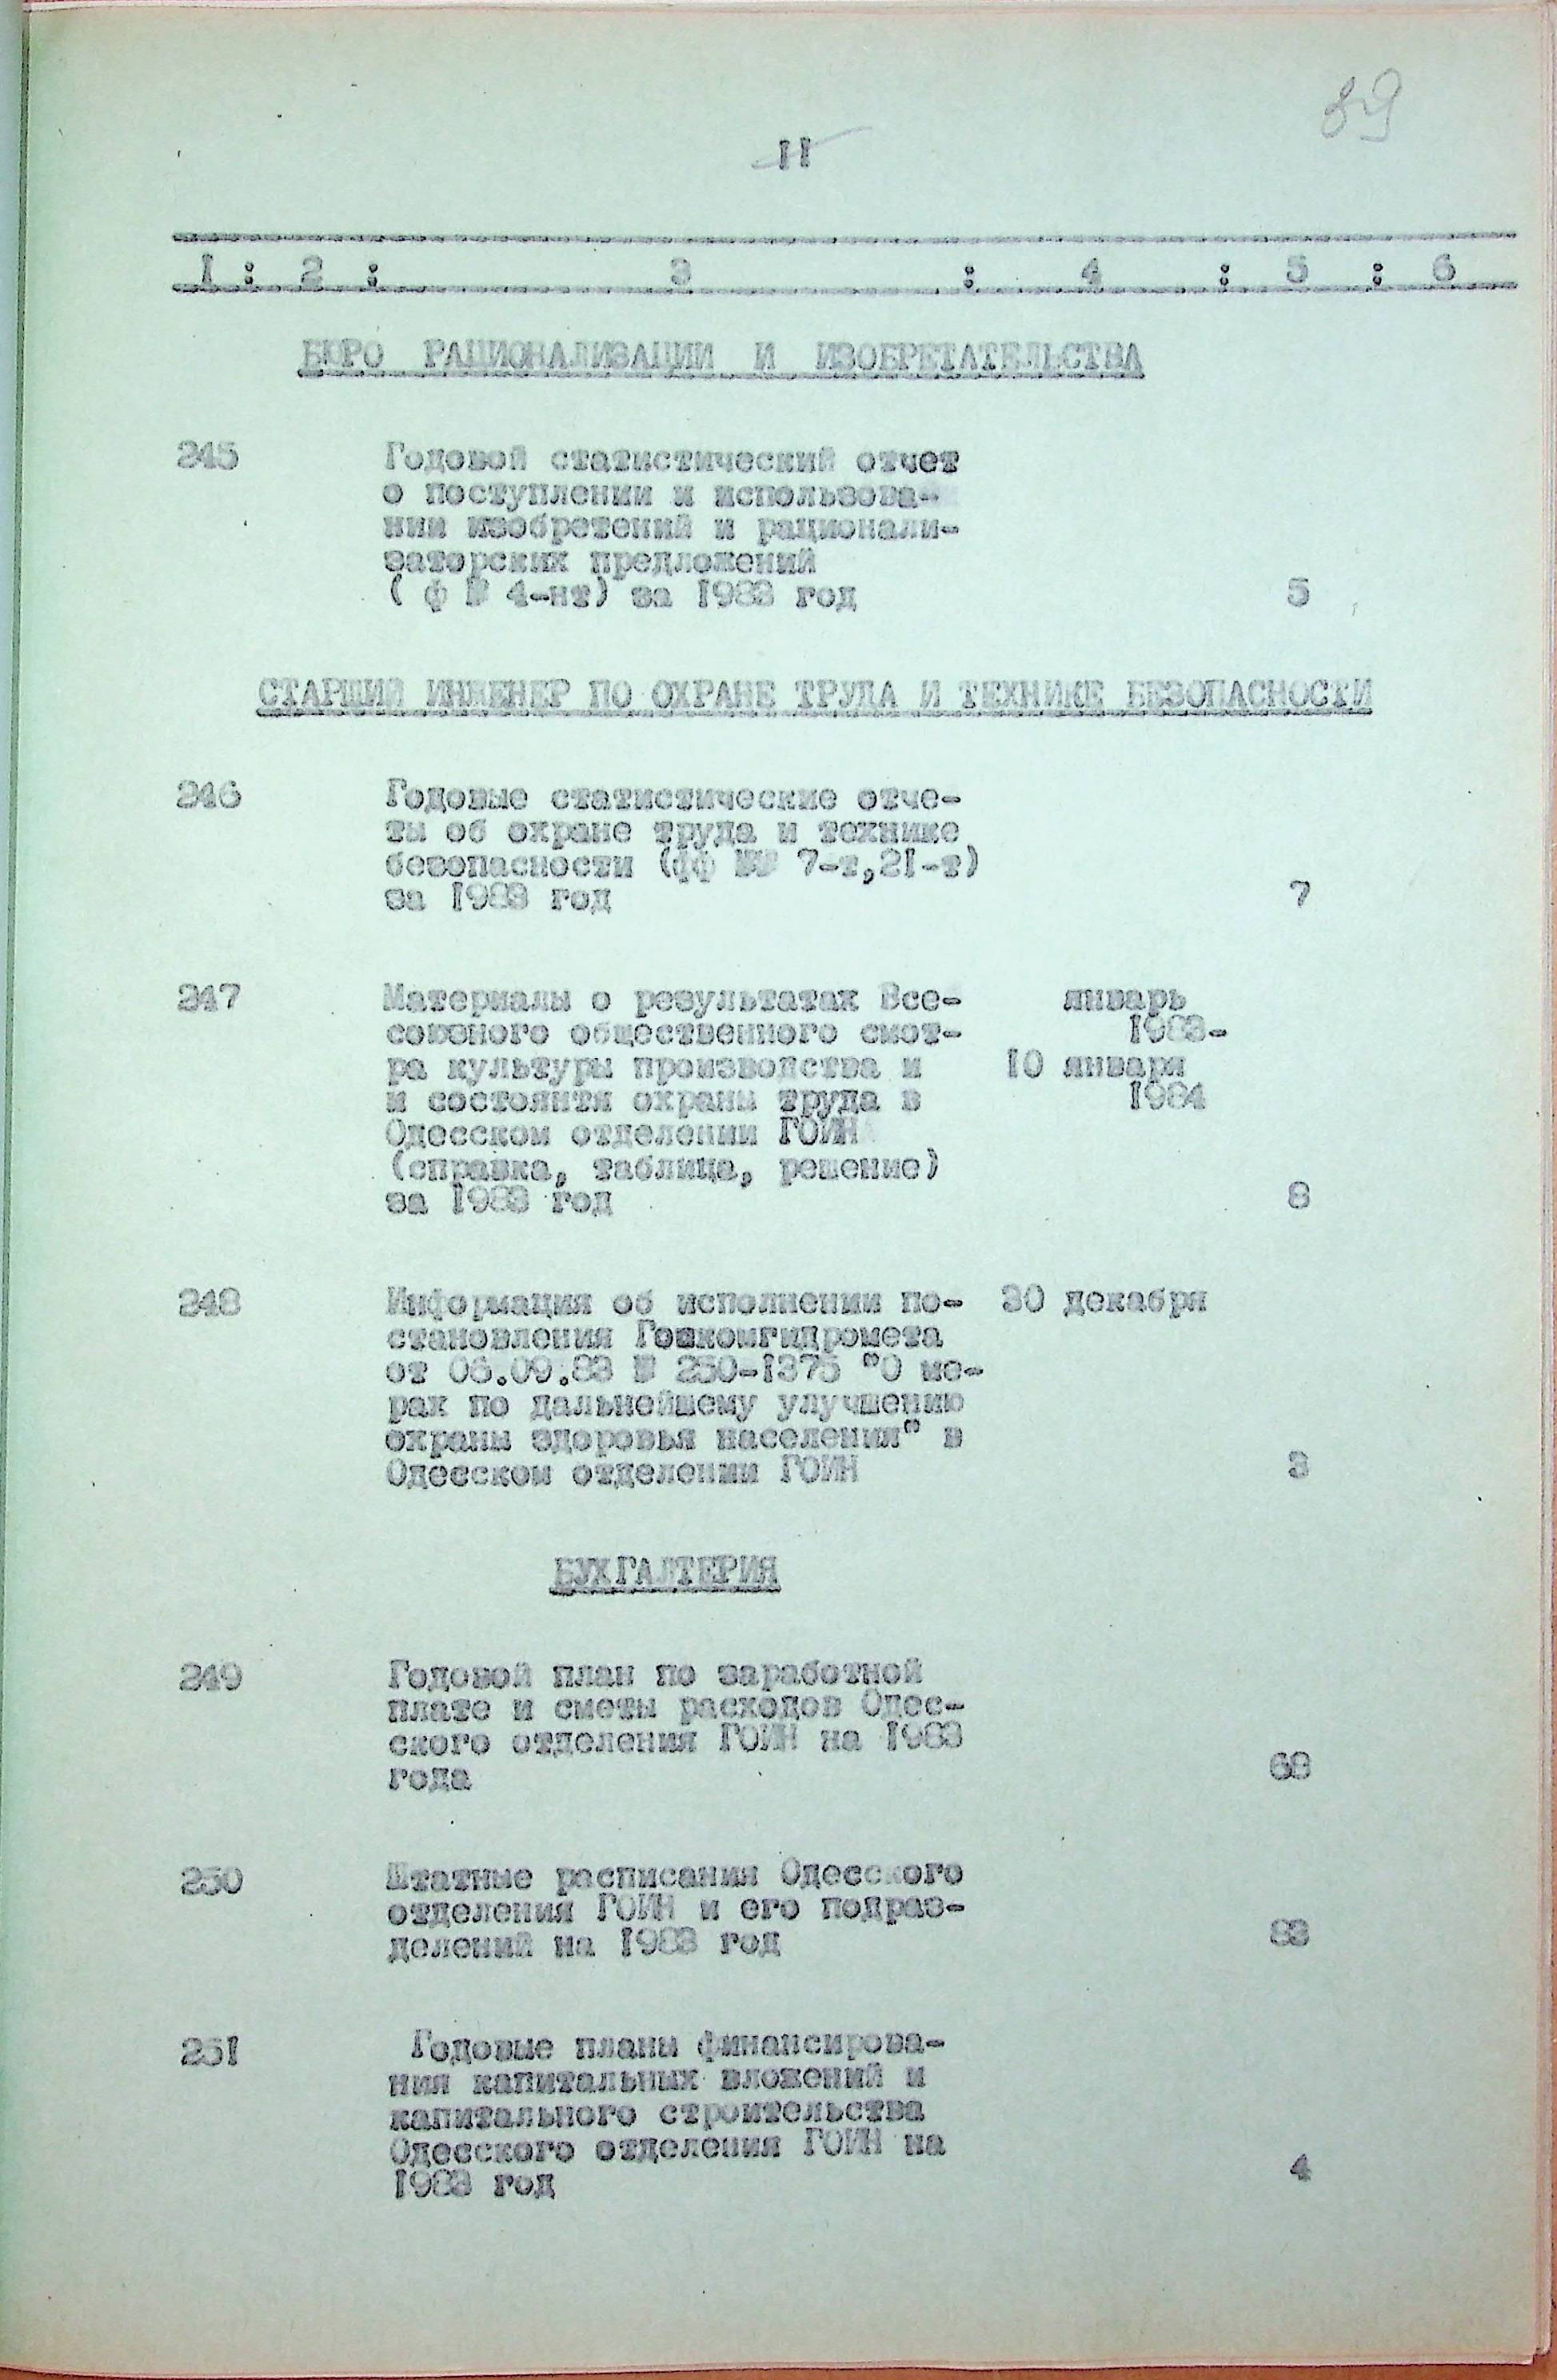 89
11
1 : 2 : 3 : 4 : 5 : 6
БЮРО РАЦИОНАЛИЗАЦИИ И ИЗОБРЕТАТЕЛЬСТВА
245 Годовой статистический отчет
о поступлении и использова-
нии изобретений и рационали-
заторских предложений
( ф № 4-нт) за 1983 год 5
СТАРШИЙ ИНЖЕНЕР ПО ОХРАНЕ ТРУДА И ТЕХНИКЕ БЕЗОПАСНОСТИ
246 Годовые статистические отче-
ты об охране труда и технике
безопасности (фф №№ 7-т,21-т)
за 1983 год 7
247 Материалы о результатах Все- январь
союзного общественного смот- 1983-
ра культуры производства и 10 января
и состоянтя охраны труда в 1984
Одесском отделении ГОИН
(справка, таблица, решение)
за 1983 год 8
248 Информация об исполнении по- 30 декабря
становления Госкомгидромета
от 06.09.83 № 250-1375 "О ме-
рах по дальнейшему улучшению
охраны здоровья населения" в
Одесском отделении ГОИН 3
БУХГАЛТЕРИЯ
249 Годовой план по заработной
плате и сметы расходов Одес-
ского отделения ГОИН на 1983
года 68
250 Штатные расписания Одесского
отделения ГОИН и его подраз-
делений на 1983 год 83
251 Годовые планы финансирова-
ния капитальных вложений и
капитального строительства
Одесского отделения ГОИН на
1983 год 4